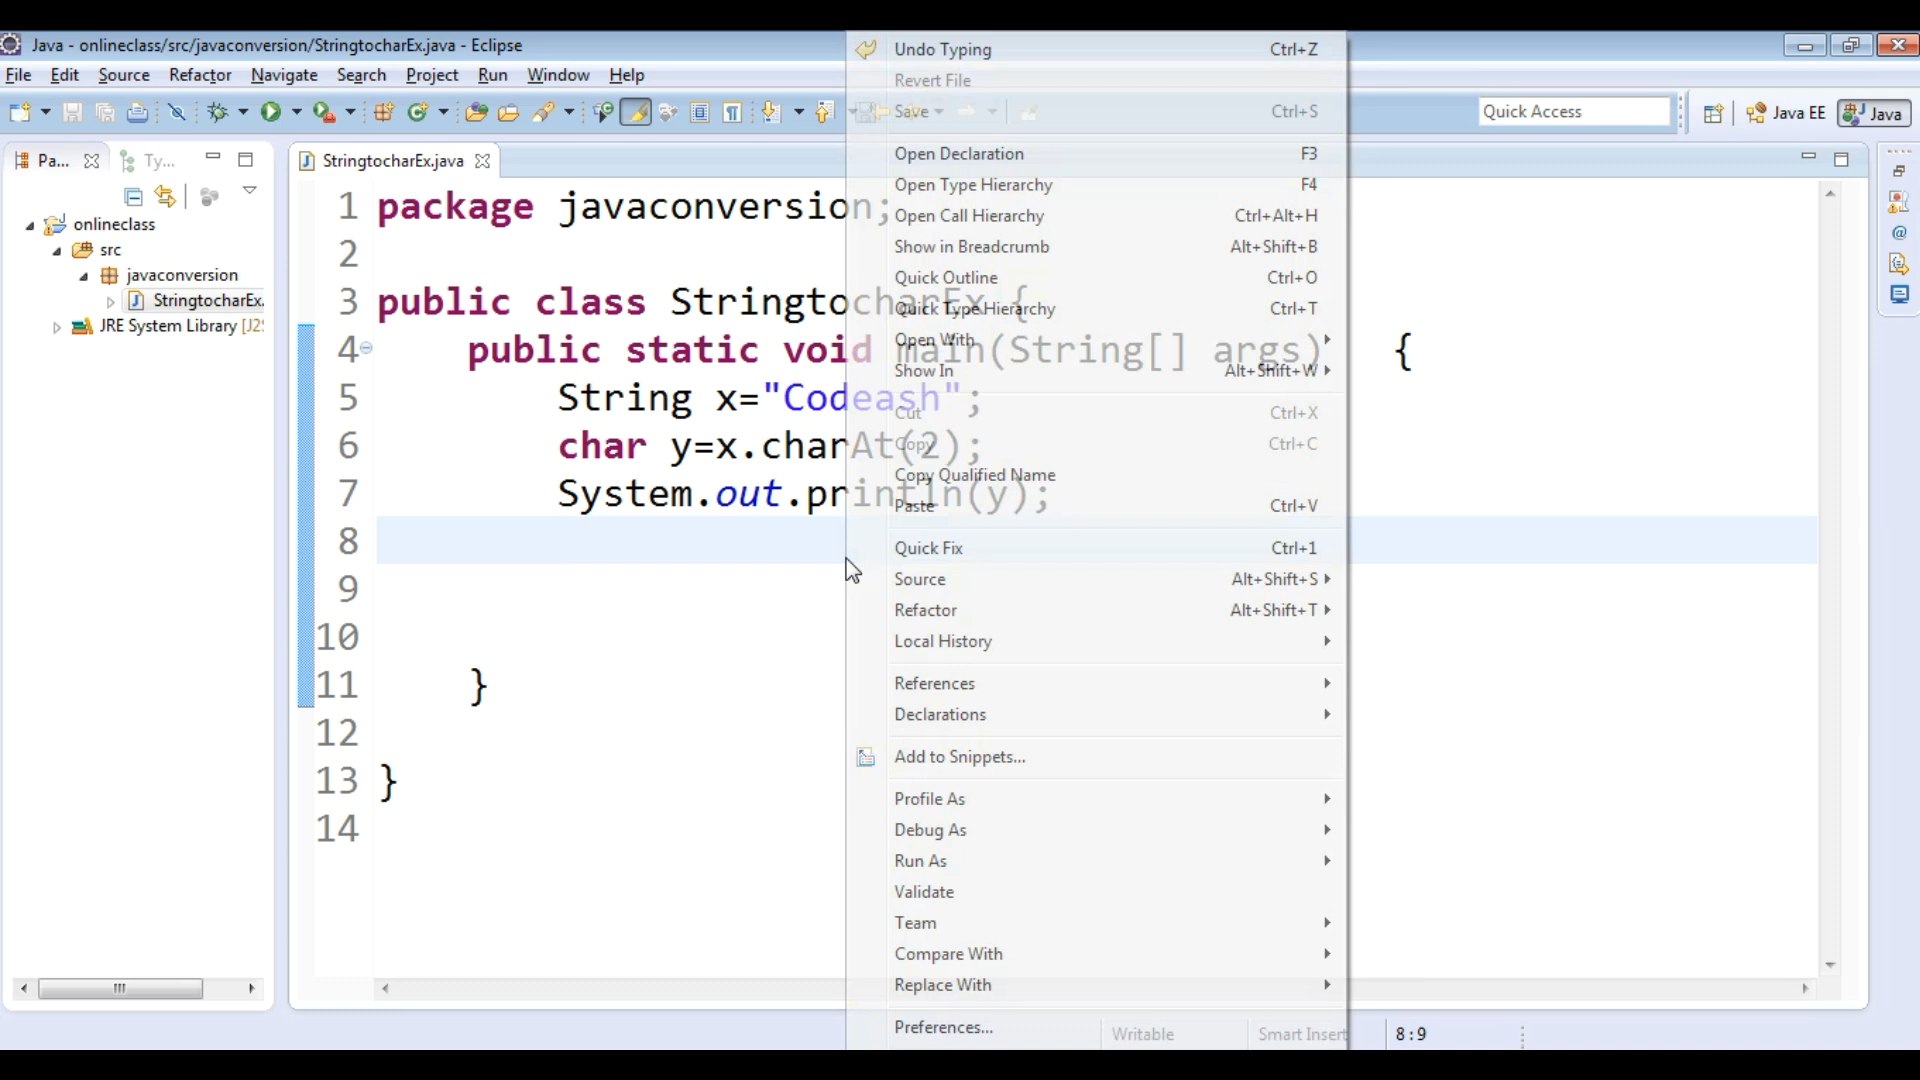 Java - onlineclass/src/javaconversion/StringtocharEx.java - Eclipse
File Edit Source Refactor Navigate Search Project Run Window Help
Quick Access
Java EE
Java
Pa...
Ty...
onlineclass
src
javaconversion
StringtocharEx.
JRE System Library [J2S
StringtocharEx.java
1 package javaconversion;
2
3 public class StringtocharEx {
4 public static void main(String[] args) {
5 String x="Codeash";
6 char y=x.charAt(2);
7 System.out.println(y);
8
9
10
11 }
12
13 }
14
Undo Typing Ctrl+Z
Revert File
Save Ctrl+S
Open Declaration F3
Open Type Hierarchy F4
Open Call Hierarchy Ctrl+Alt+H
Show in Breadcrumb Alt+Shift+B
Quick Outline Ctrl+O
Quick Type Hierarchy Ctrl+T
Open With
Show In Alt+Shift+W
Cut Ctrl+X
Copy Ctrl+C
Copy Qualified Name
Paste Ctrl+V
Quick Fix Ctrl+1
Source Alt+Shift+S
Refactor Alt+Shift+T
Local History
References
Declarations
Add to Snippets...
Profile As
Debug As
Run As
Validate
Team
Compare With
Replace With
Preferences...
Writable Smart Insert 8:9